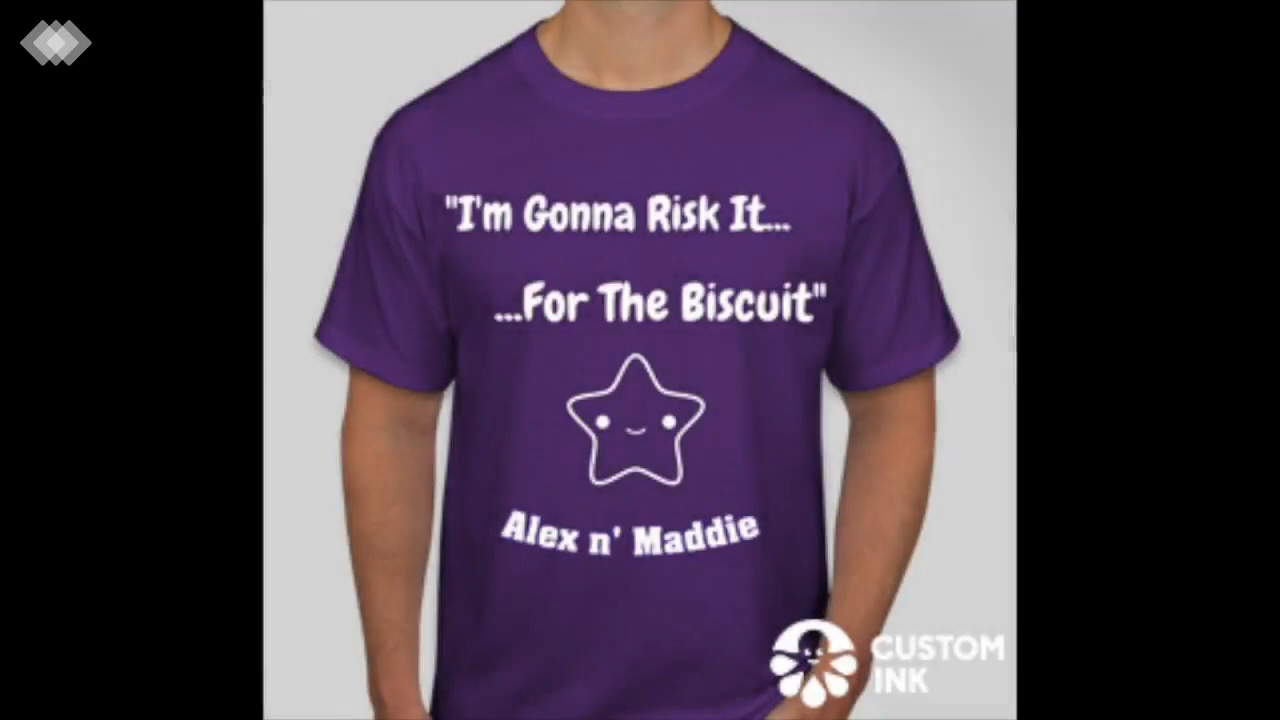 "I'm Gonna Risk It...
...For The Biscuit"
Alex n' Maddie
CUSTOM
INK